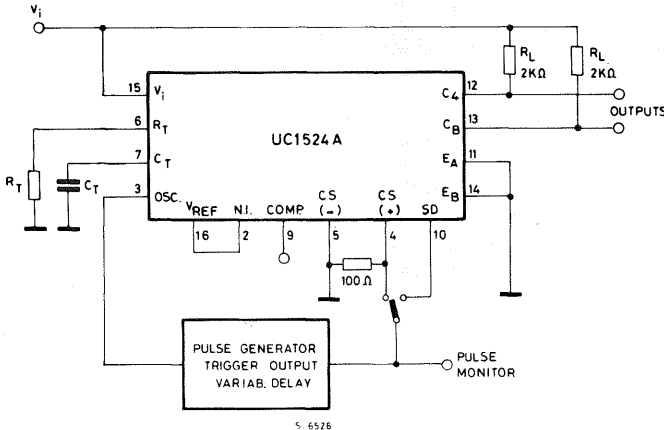 Vi
RL
2KΩ
RL
2KΩ
15
Vi
12
C4
OUTPUTS
6
RT
UC1524A
13
CB
7
CT
11
EA
RT
CT
3
OSC.
14
EB
VREF
N.I.
COMP.
CS
(-)
CS
(+)
SD
16
2
9
5
4
10
100Ω
PULSE GENERATOR
TRIGGER OUTPUT
VARIAB. DELAY
PULSE
MONITOR
S. 6526